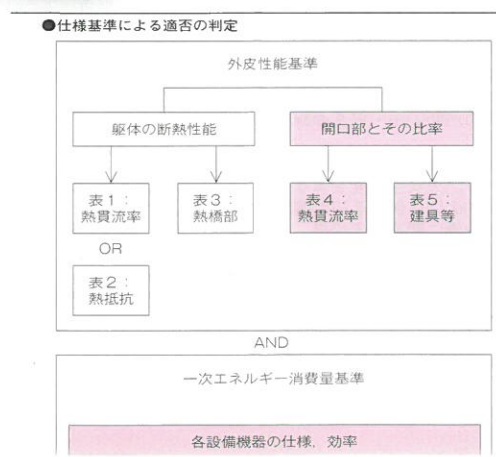 ●仕様基準による適否の判定
外皮性能基準
躯体の断熱性能
開口部とその比率
表1：
熱貫流率
表3：
熱橋部
表4：
熱貫流率
表5：
建具等
OR
表2：
熱抵抗
AND
一次エネルギー消費量基準
各設備機器の仕様，効率